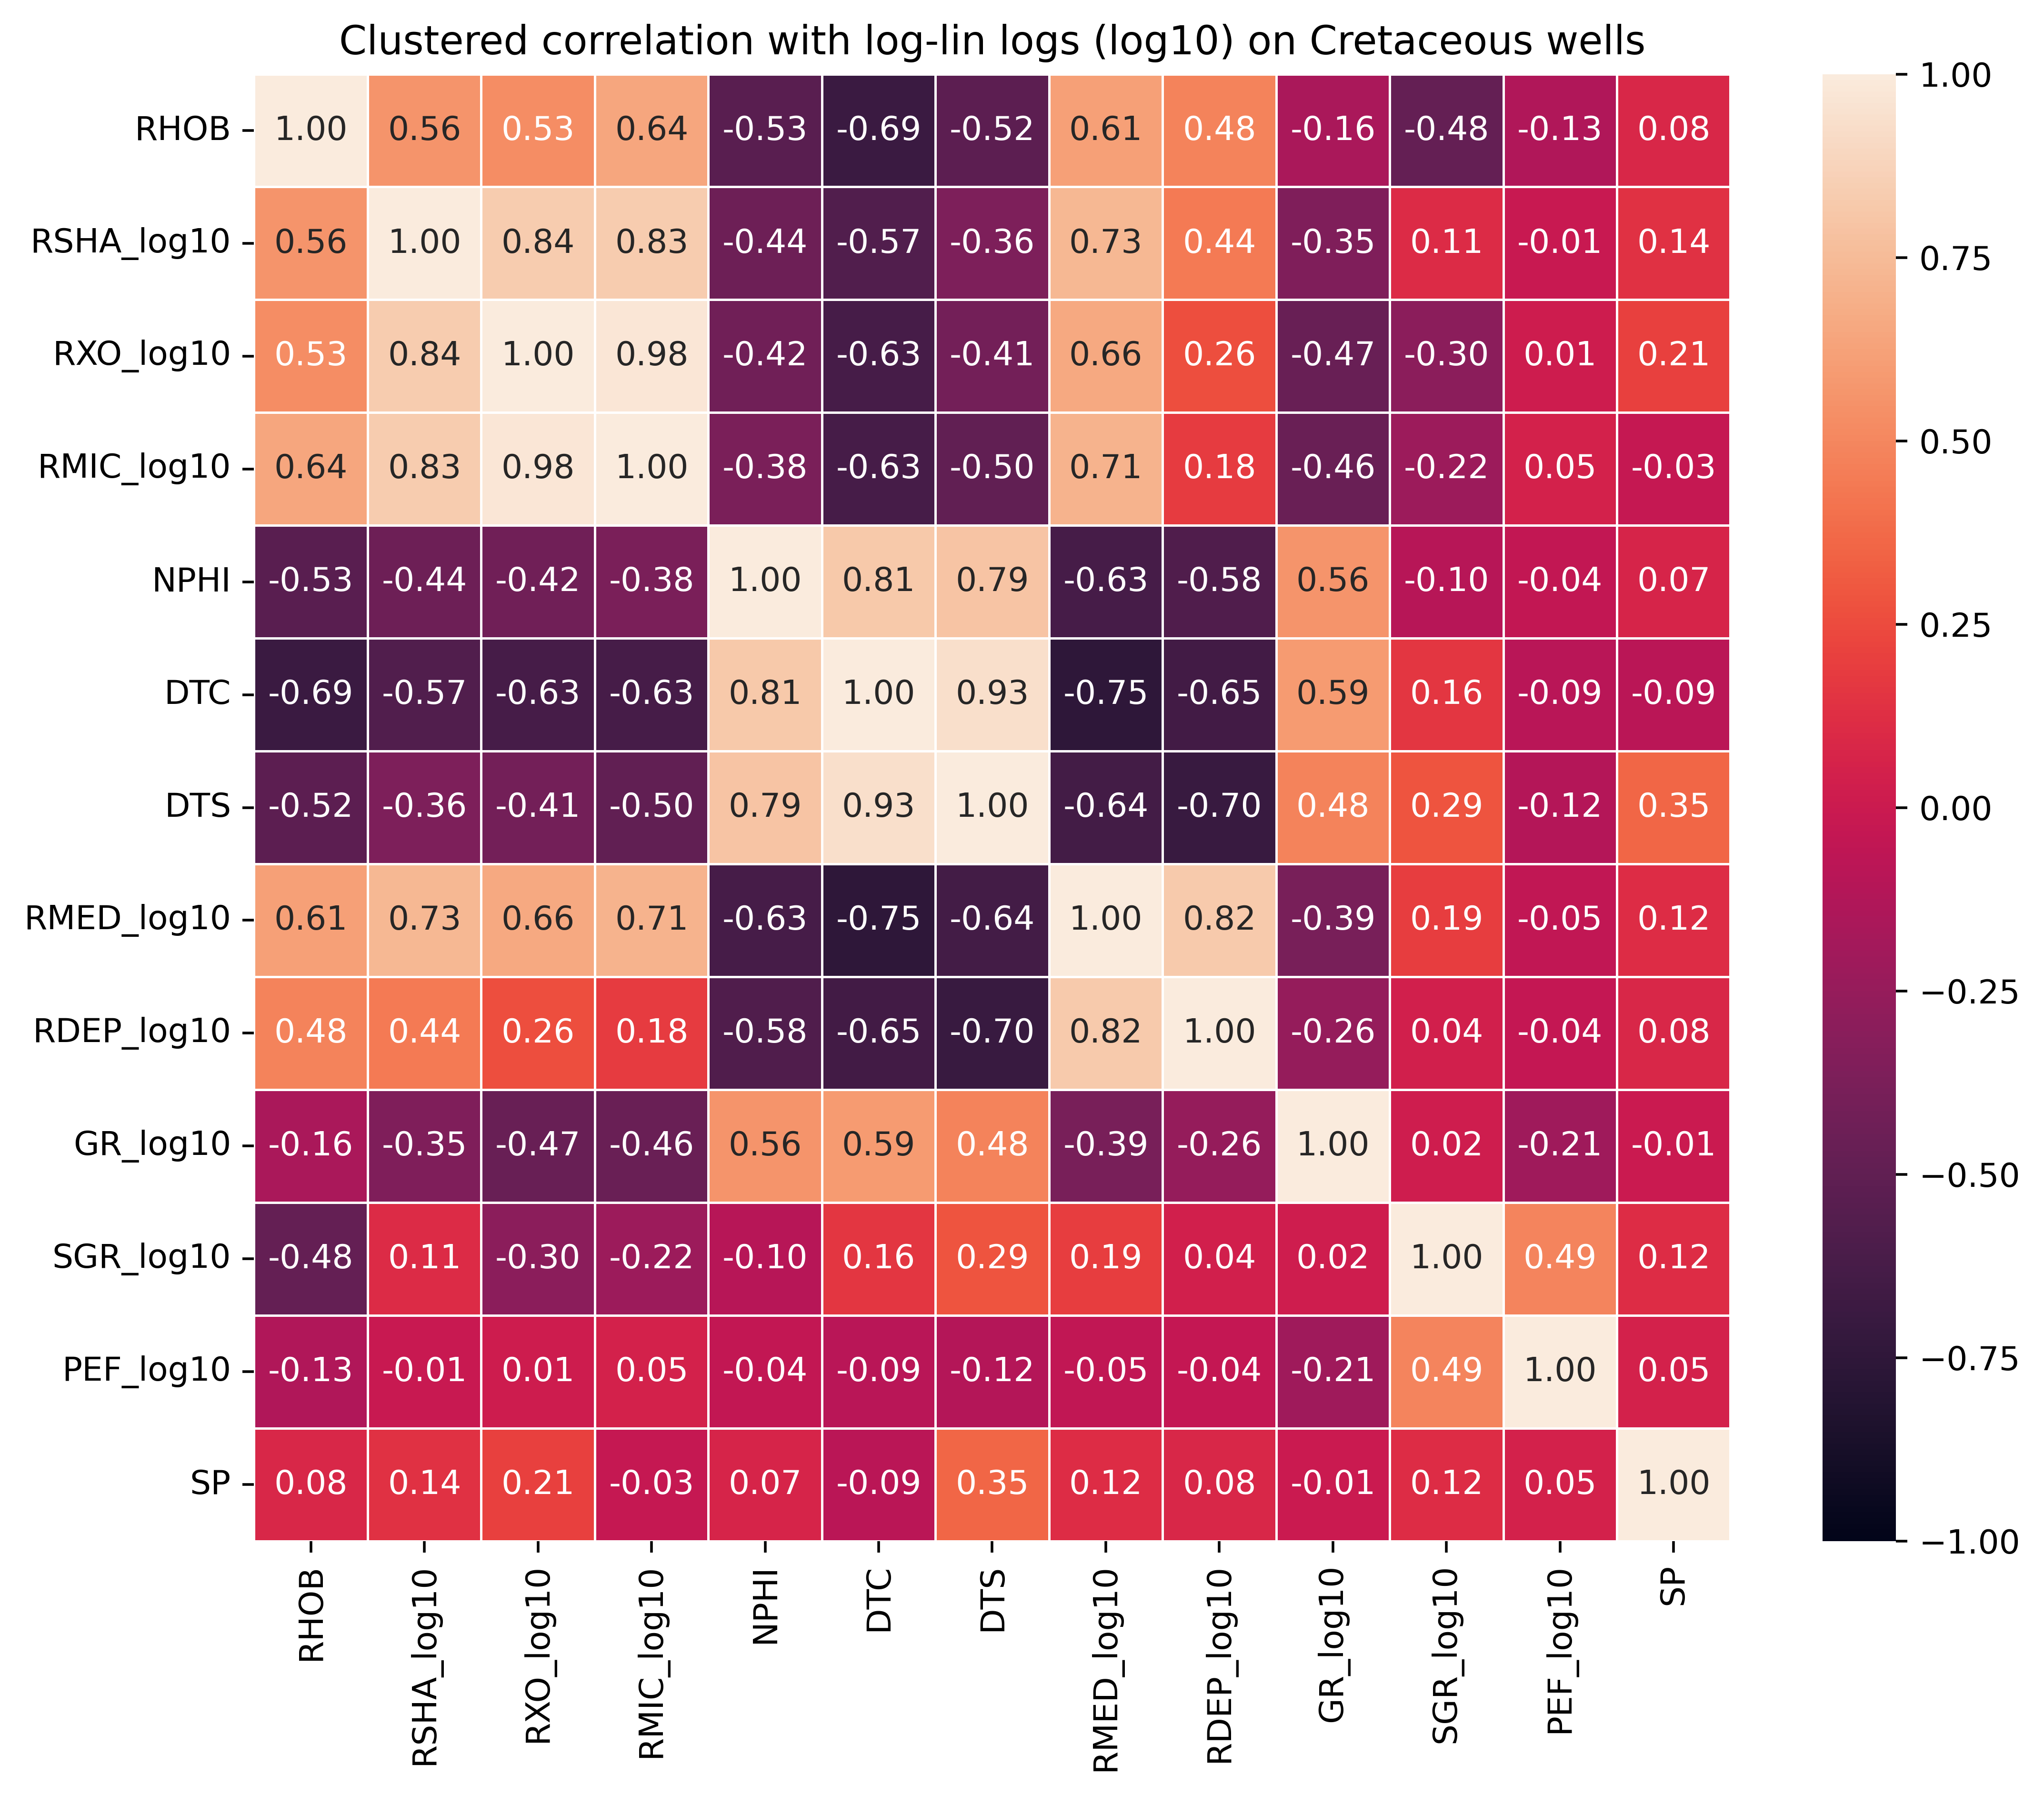 Clustered correlation with log-lin logs (log10) on Cretaceous wells
RHOB 1.00 0.56 0.53 0.64 -0.53 -0.69 -0.52 0.61 0.48 -0.16 -0.48 -0.13 0.08
RSHA_log10 0.56 1.00 0.84 0.83 -0.44 -0.57 -0.36 0.73 0.44 -0.35 0.11 -0.01 0.14
RXO_log10 0.53 0.84 1.00 0.98 -0.42 -0.63 -0.41 0.66 0.26 -0.47 -0.30 0.01 0.21
RMIC_log10 0.64 0.83 0.98 1.00 -0.38 -0.63 -0.50 0.71 0.18 -0.46 -0.22 0.05 -0.03
NPHI -0.53 -0.44 -0.42 -0.38 1.00 0.81 0.79 -0.63 -0.58 0.56 -0.10 -0.04 0.07
DTC -0.69 -0.57 -0.63 -0.63 0.81 1.00 0.93 -0.75 -0.65 0.59 0.16 -0.09 -0.09
DTS -0.52 -0.36 -0.41 -0.50 0.79 0.93 1.00 -0.64 -0.70 0.48 0.29 -0.12 0.35
RMED_log10 0.61 0.73 0.66 0.71 -0.63 -0.75 -0.64 1.00 0.82 -0.39 0.19 -0.05 0.12
RDEP_log10 0.48 0.44 0.26 0.18 -0.58 -0.65 -0.70 0.82 1.00 -0.26 0.04 -0.04 0.08
GR_log10 -0.16 -0.35 -0.47 -0.46 0.56 0.59 0.48 -0.39 -0.26 1.00 0.02 -0.21 -0.01
SGR_log10 -0.48 0.11 -0.30 -0.22 -0.10 0.16 0.29 0.19 0.04 0.02 1.00 0.49 0.12
PEF_log10 -0.13 -0.01 0.01 0.05 -0.04 -0.09 -0.12 -0.05 -0.04 -0.21 0.49 1.00 0.05
SP 0.08 0.14 0.21 -0.03 0.07 -0.09 0.35 0.12 0.08 -0.01 0.12 0.05 1.00
RHOB RSHA_log10 RXO_log10 RMIC_log10 NPHI DTC DTS RMED_log10 RDEP_log10 GR_log10 SGR_log10 PEF_log10 SP
1.00
0.75
0.50
0.25
0.00
−0.25
−0.50
−0.75
−1.00